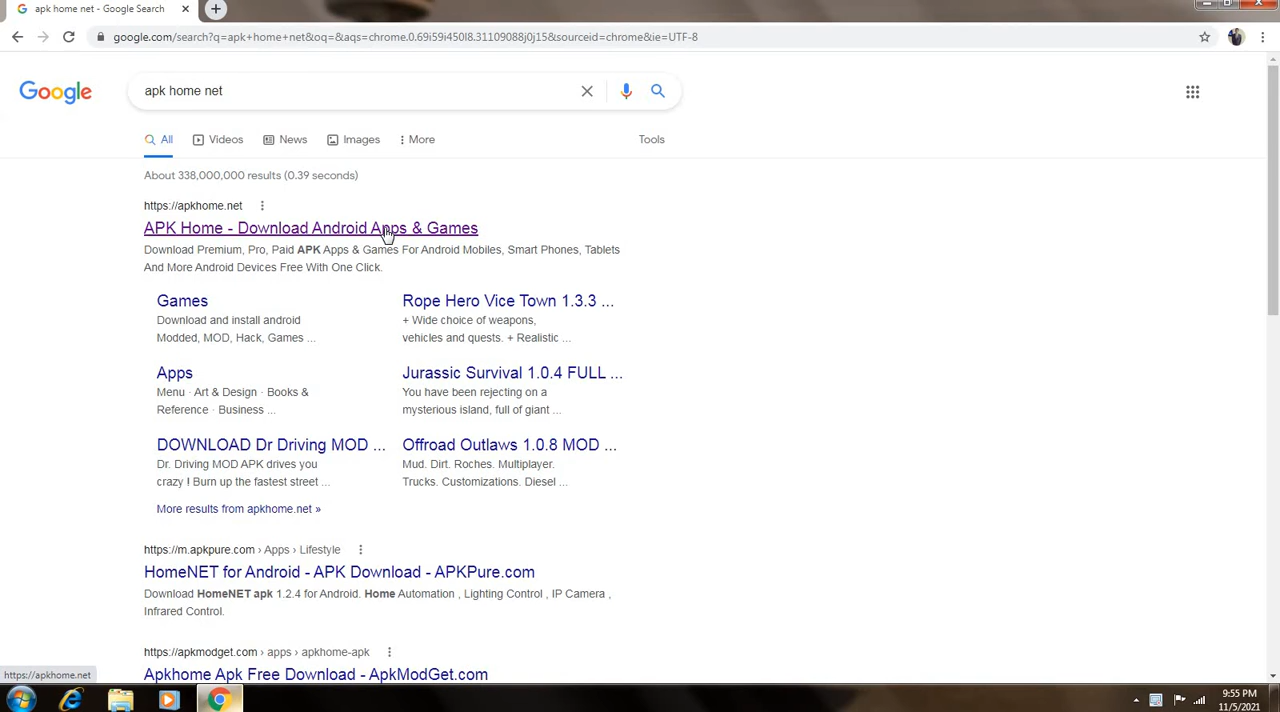 apk home net - Google Search
google.com/search?q=apk+home+net&oq=&aqs=chrome.0.69i59i450l8.31109088j0j15&sourceid=chrome&ie=UTF-8
Google
apk home net
All
Videos
News
Images
More
Tools
About 338,000,000 results (0.39 seconds)
https://apkhome.net
APK Home - Download Android Apps & Games
Download Premium, Pro, Paid APK Apps & Games For Android Mobiles, Smart Phones, Tablets
And More Android Devices Free With One Click.
Games
Download and install android
Modded, MOD, Hack, Games ...
Rope Hero Vice Town 1.3.3 ...
+ Wide choice of weapons,
vehicles and quests. + Realistic ...
Apps
Menu · Art & Design · Books &
Reference · Business ...
Jurassic Survival 1.0.4 FULL ...
You have been rejecting on a
mysterious island, full of giant ...
DOWNLOAD Dr Driving MOD ...
Dr. Driving MOD APK drives you
crazy ! Burn up the fastest street ...
Offroad Outlaws 1.0.8 MOD ...
Mud. Dirt. Roches. Multiplayer.
Trucks. Customizations. Diesel ...
More results from apkhome.net »
https://m.apkpure.com › Apps › Lifestyle
HomeNET for Android - APK Download - APKPure.com
Download HomeNET apk 1.2.4 for Android. Home Automation , Lighting Control , IP Camera ,
Infrared Control.
https://apkmodget.com › apps › apkhome-apk
Apkhome Apk Free Download - ApkModGet.com
https://apkhome.net
9:55 PM
11/5/2021